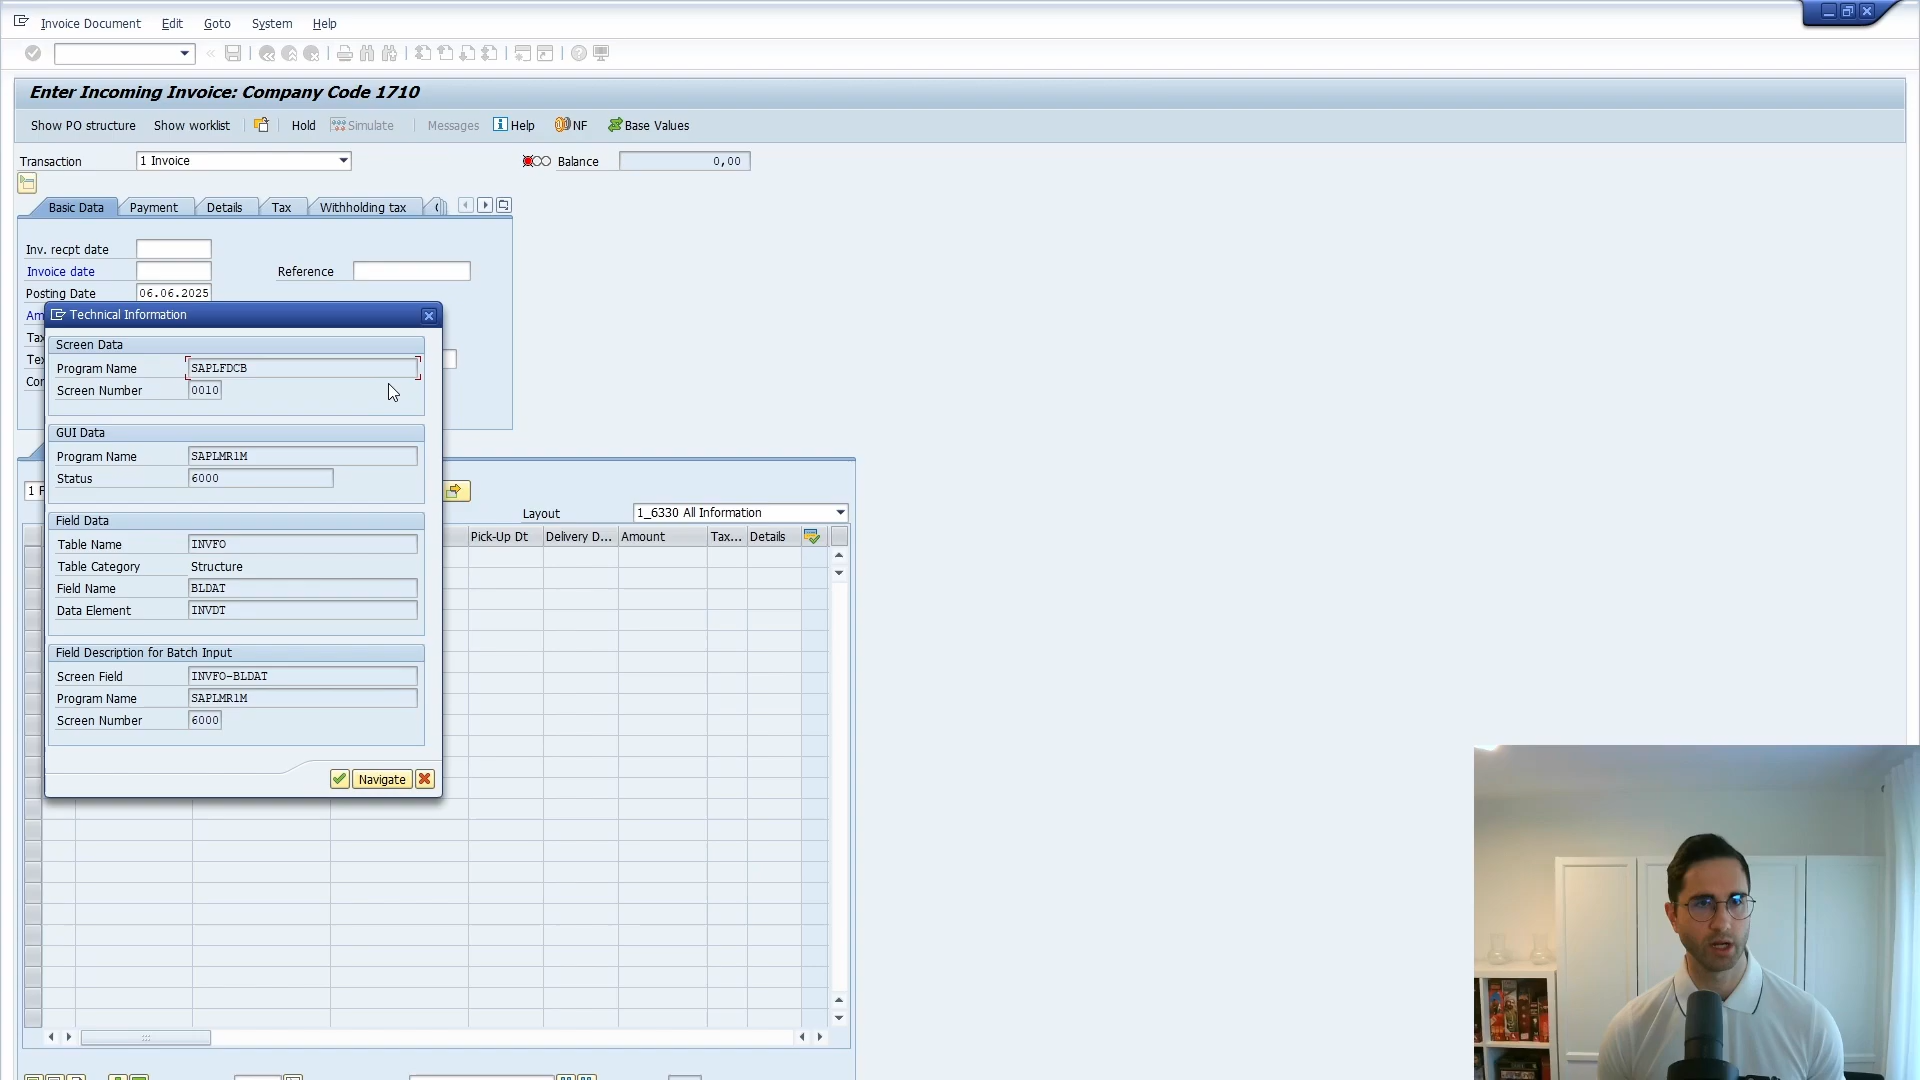 Invoice Document Edit Goto System Help
Enter Incoming Invoice: Company Code 1710
Show PO structure Show worklist Hold Simulate Messages Help NF Base Values
Transaction 1 Invoice Balance 0,00
Basic Data Payment Details Tax Withholding tax
Inv. recpt date
Invoice date Reference
Posting Date 06.06.2025
Technical Information
Screen Data
Program Name SAPLFDCB
Screen Number 0010
GUI Data
Program Name SAPLMR1M
Status 6000
Field Data
Table Name INVFO
Table Category Structure
Field Name BLDAT
Data Element INVDT
Field Description for Batch Input
Screen Field INVFO-BLDAT
Program Name SAPLMR1M
Screen Number 6000
Navigate
Layout 1_6330 All Information
Pick-Up Dt Delivery D... Amount Tax... Details